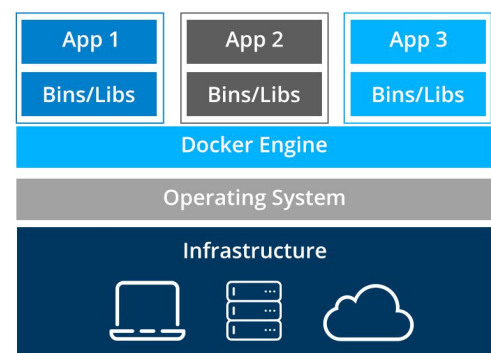 App 1
App 2
App 3
Bins/Libs
Bins/Libs
Bins/Libs
Docker Engine
Operating System
Infrastructure